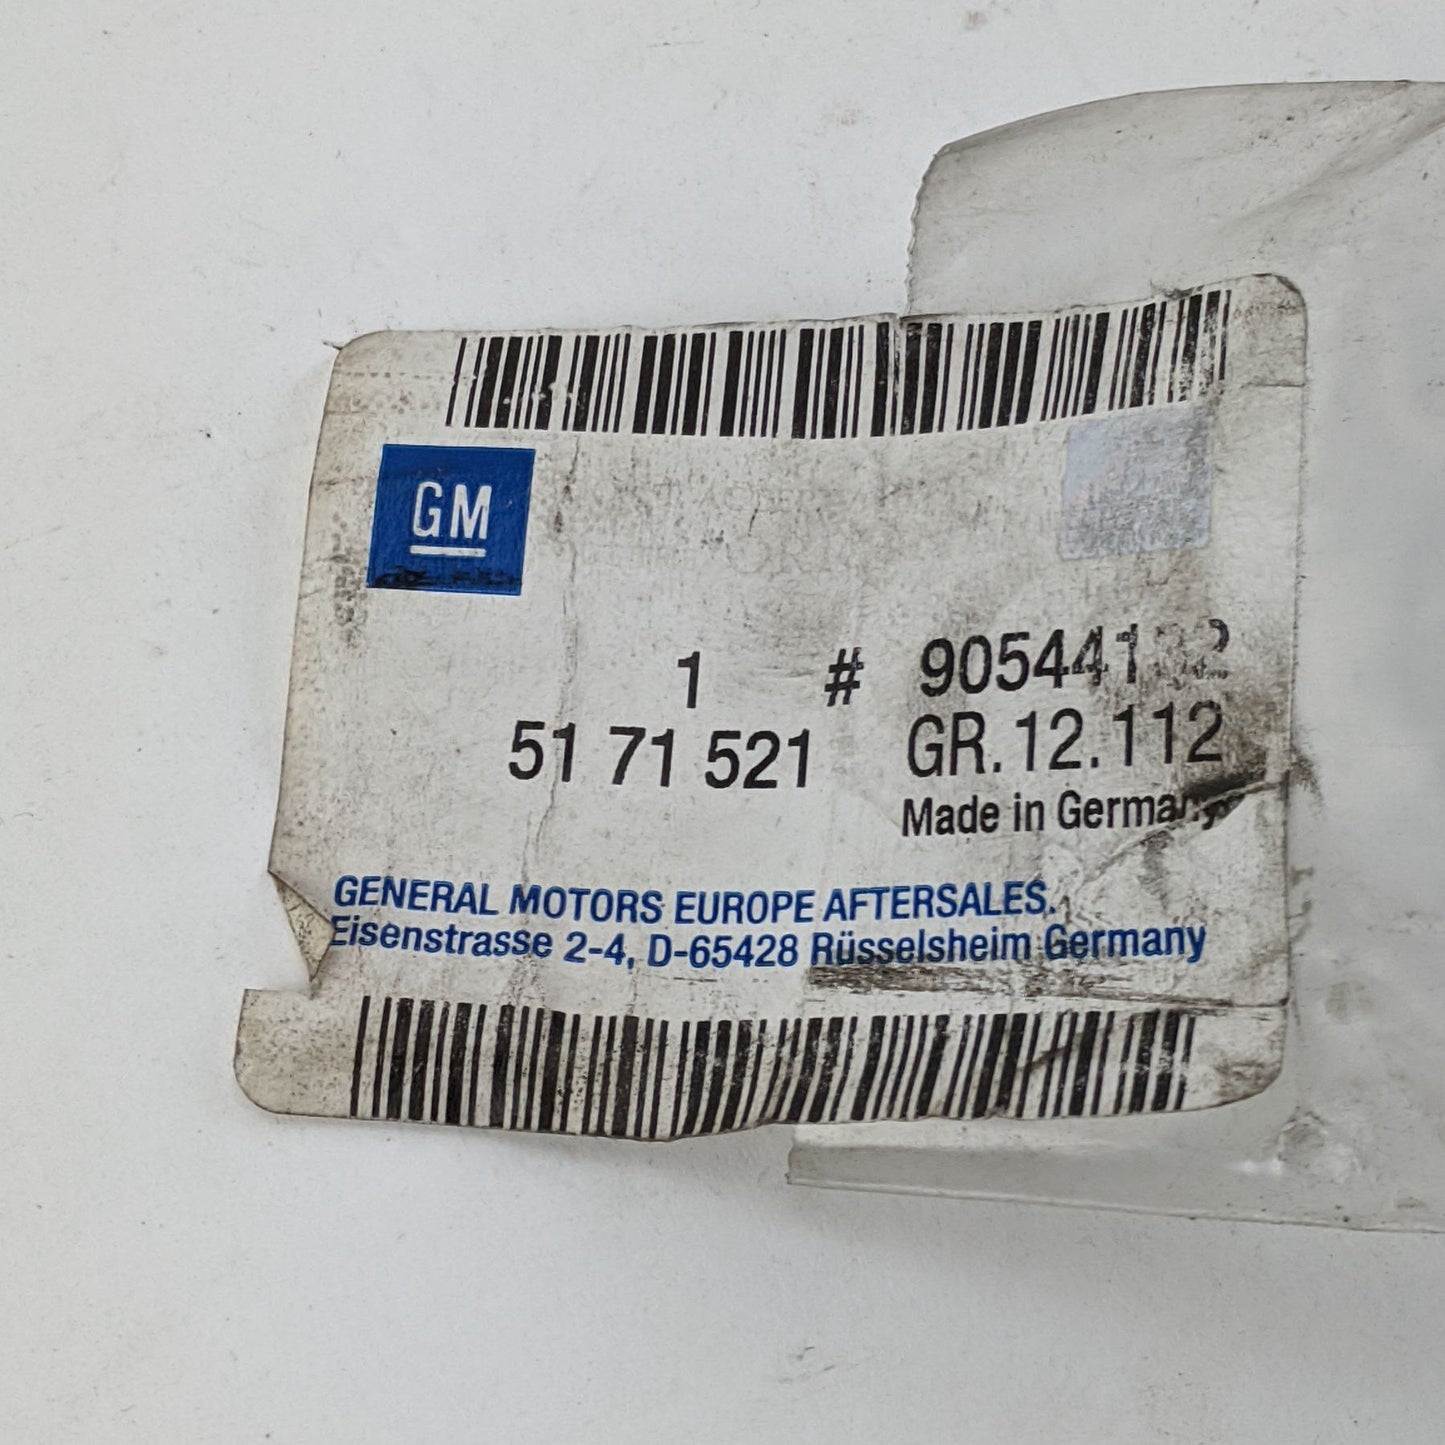 GM
1 #
51 71 521 GR.12.112
Made in Germany
GENERAL MOTORS EUROPE AFTERSALES.
Eisenstrasse 2-4, D-65428 Rüsselsheim Germany